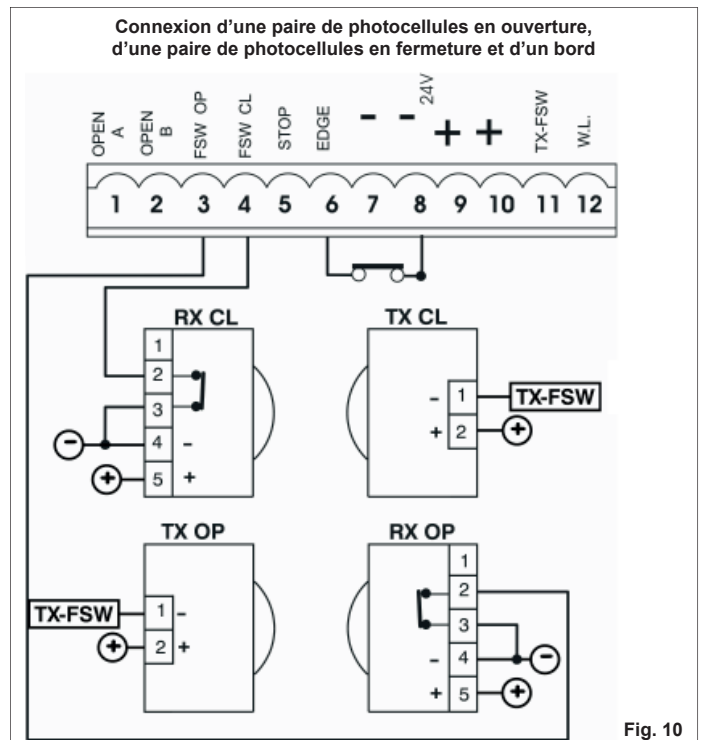 Connexion d'une paire de photocellules en ouverture,
d'une paire de photocellules en fermeture et d'un bord
OPEN A
OPEN B
FSW OP
FSW CL
STOP
EDGE
- - 24V
+ +
TX-FSW
W.L.
1 2 3 4 5 6 7 8 9 10 11 12
RX CL
1
2
3
- 4 -
+ 5 +
TX CL
- 1 TX-FSW
+ 2 +
TX OP
TX-FSW 1 -
+ 2 +
RX OP
1
2
3
- 4 -
+ 5 +
Fig. 10